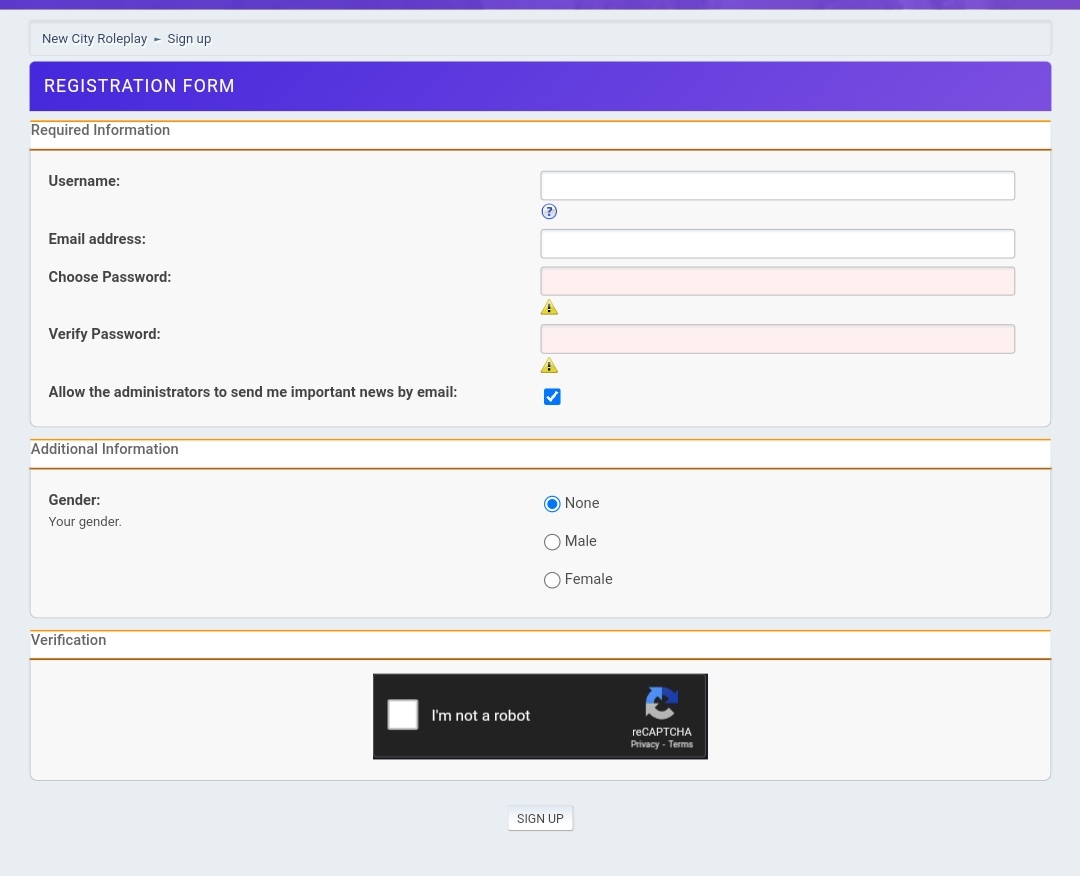 New City Roleplay ► Sign up
REGISTRATION FORM
Required Information
Username:
Email address:
Choose Password:
Verify Password:
Allow the administrators to send me important news by email:
Additional Information
Gender:
Your gender.
None
Male
Female
Verification
I'm not a robot
reCAPTCHA
Privacy - Terms
SIGN UP